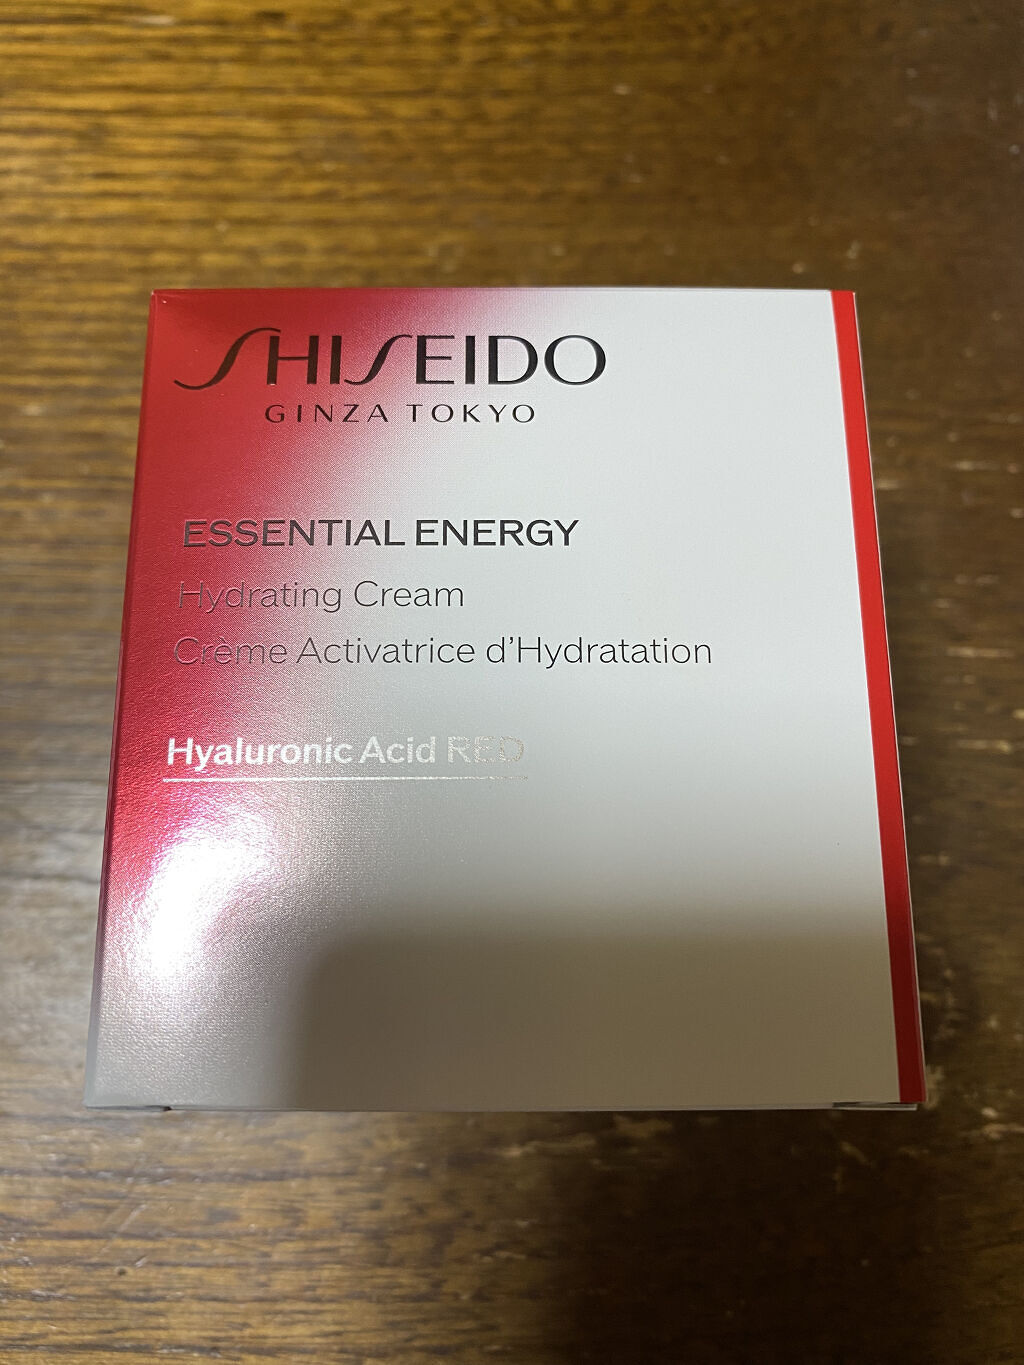 SHISEIDO
GINZA TOKYO
ESSENTIAL ENERGY
Hydrating Cream
Crème Activatrice d'Hydratation
Hyaluronic Acid RED